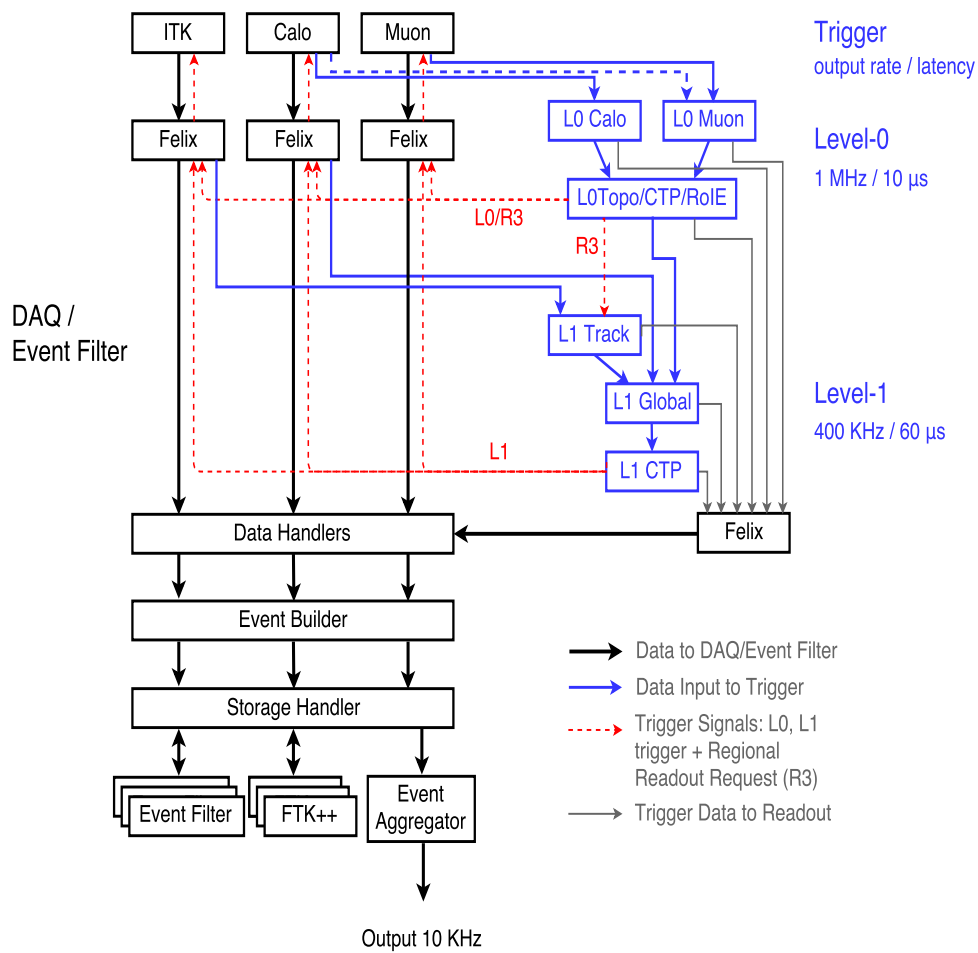 ITK
Calo
Muon
Trigger
output rate / latency
L0 Calo
L0 Muon
Felix
Felix
Felix
Level-0
1 MHz / 10 µs
L0Topo/CTP/RoIE
L0/R3
R3
DAQ /
Event Filter
L1 Track
L1 Global
Level-1
400 KHz / 60 µs
L1
L1 CTP
Data Handlers
Felix
Event Builder
Data to DAQ/Event Filter
Data Input to Trigger
Storage Handler
Trigger Signals: L0, L1
trigger + Regional
Readout Request (R3)
Event Filter
FTK++
Event
Aggregator
Trigger Data to Readout
Output 10 KHz